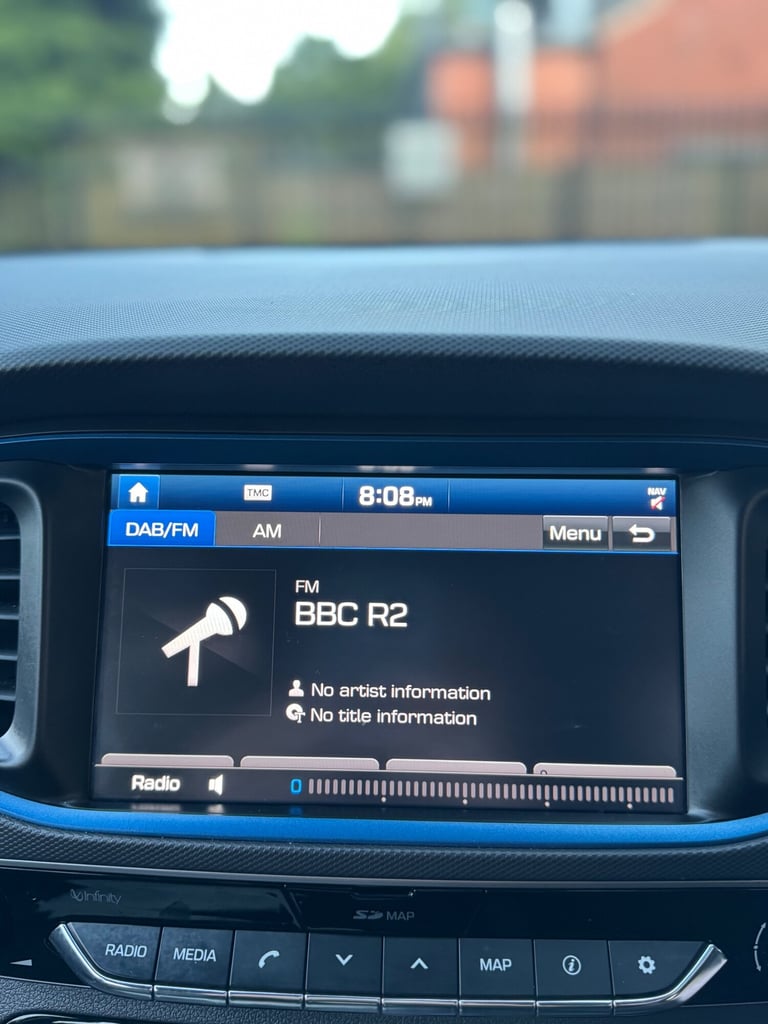 TMC 8:08PM NAV
DAB/FM AM Menu
FM
BBC R2
No artist information
No title information
Radio 0
infinity
SD MAP
RADIO MEDIA MAP